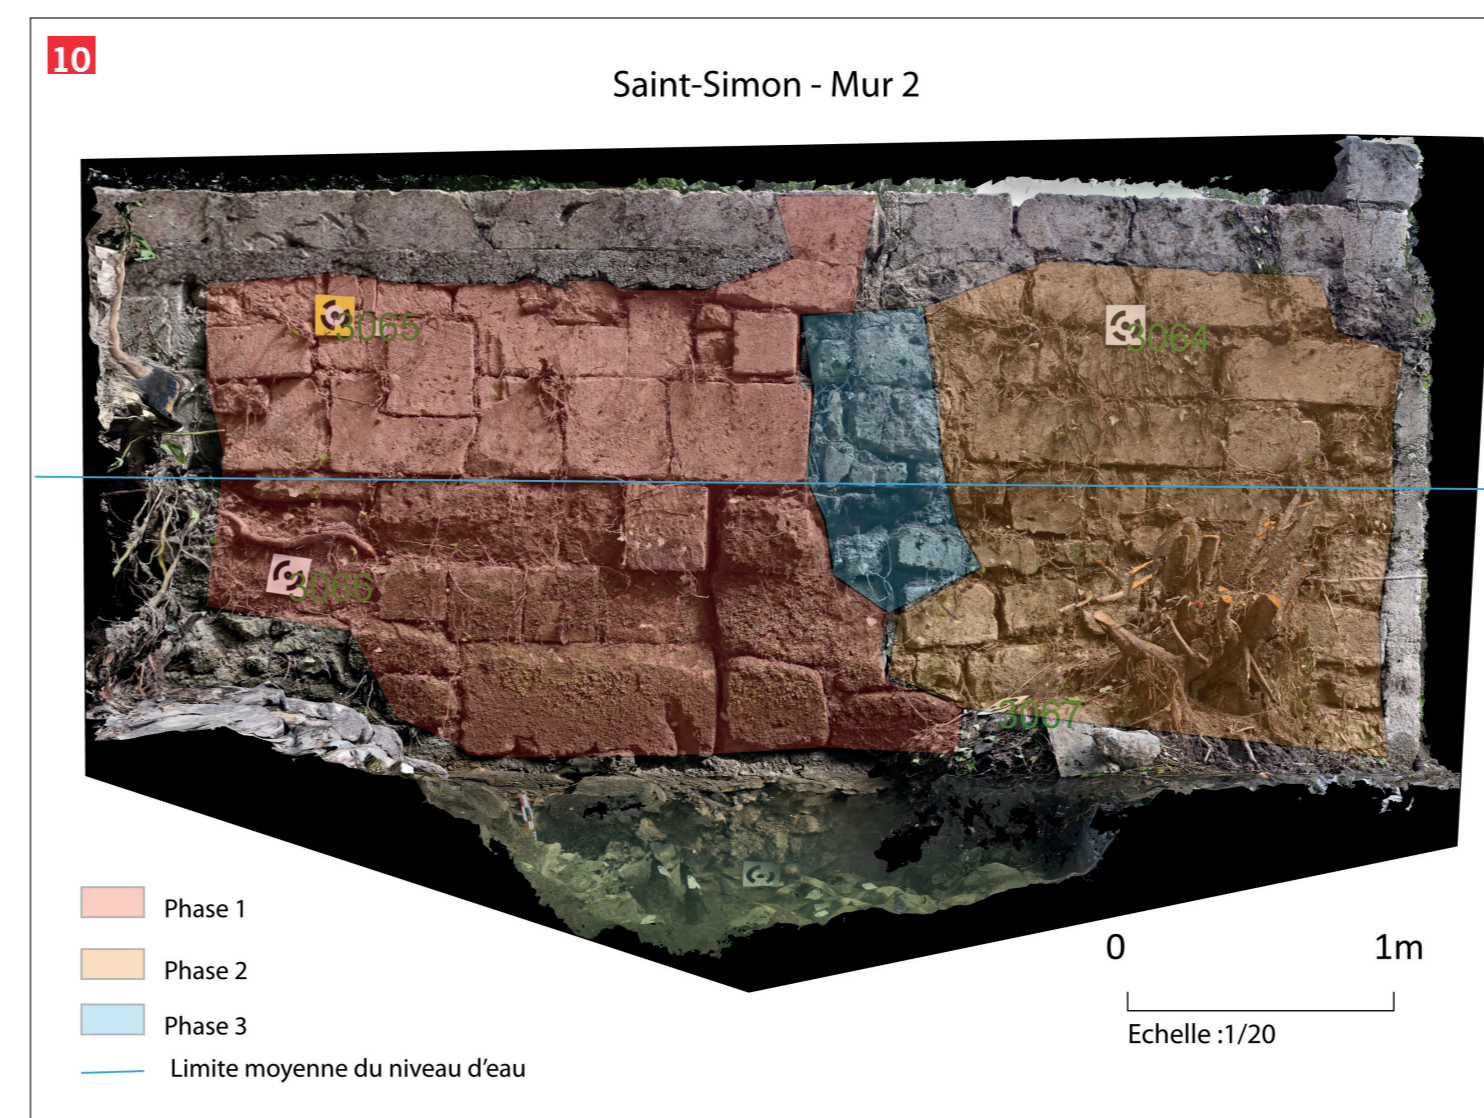 10
Saint-Simon - Mur 2
3065
3064
3066
3067
Phase 1
Phase 2
Phase 3
Limite moyenne du niveau d'eau
0 1m
Echelle :1/20